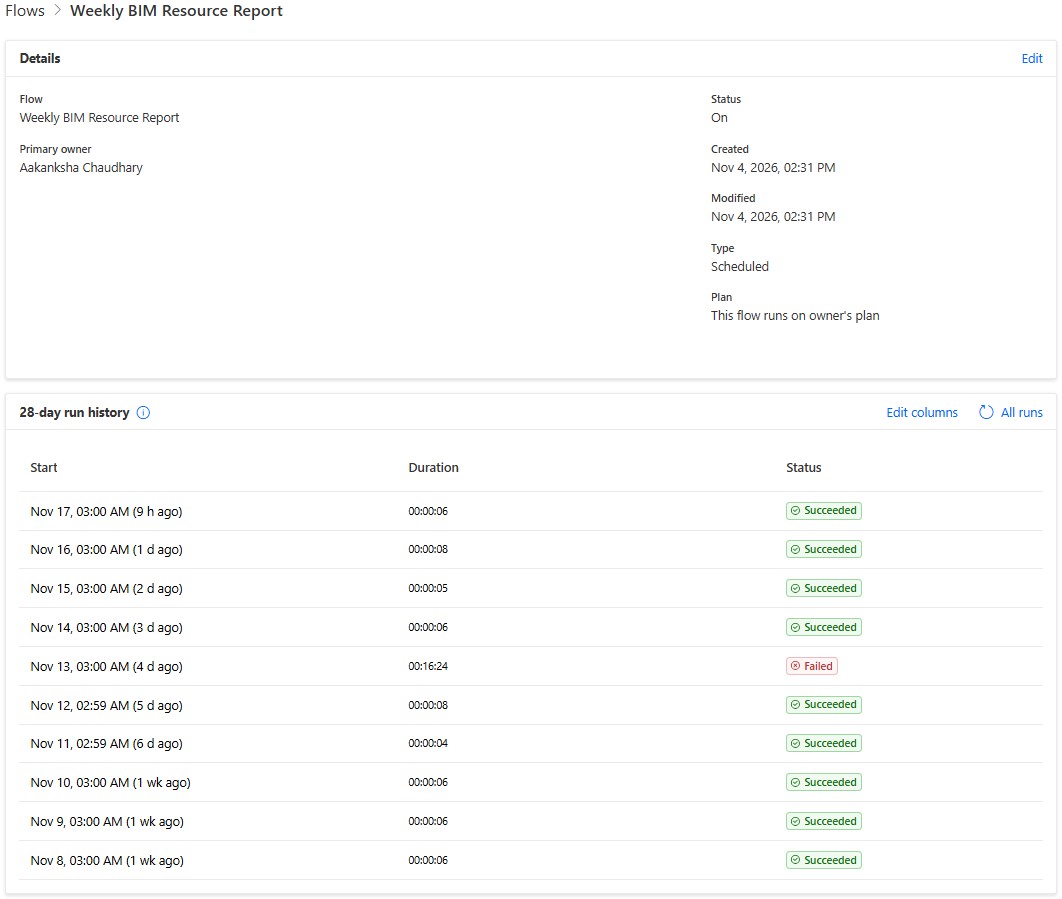 Flows > Weekly BIM Resource Report
Details Edit
Flow
Weekly BIM Resource Report
Primary owner
Aakanksha Chaudhary
Status
On
Created
Nov 4, 2026, 02:31 PM
Modified
Nov 4, 2026, 02:31 PM
Type
Scheduled
Plan
This flow runs on owner's plan
28-day run history Edit columns All runs
Start Duration Status
Nov 17, 03:00 AM (9 h ago) 00:00:06 Succeeded
Nov 16, 03:00 AM (1 d ago) 00:00:08 Succeeded
Nov 15, 03:00 AM (2 d ago) 00:00:05 Succeeded
Nov 14, 03:00 AM (3 d ago) 00:00:06 Succeeded
Nov 13, 03:00 AM (4 d ago) 00:16:24 Failed
Nov 12, 02:59 AM (5 d ago) 00:00:08 Succeeded
Nov 11, 02:59 AM (6 d ago) 00:00:04 Succeeded
Nov 10, 03:00 AM (1 wk ago) 00:00:06 Succeeded
Nov 9, 03:00 AM (1 wk ago) 00:00:06 Succeeded
Nov 8, 03:00 AM (1 wk ago) 00:00:06 Succeeded